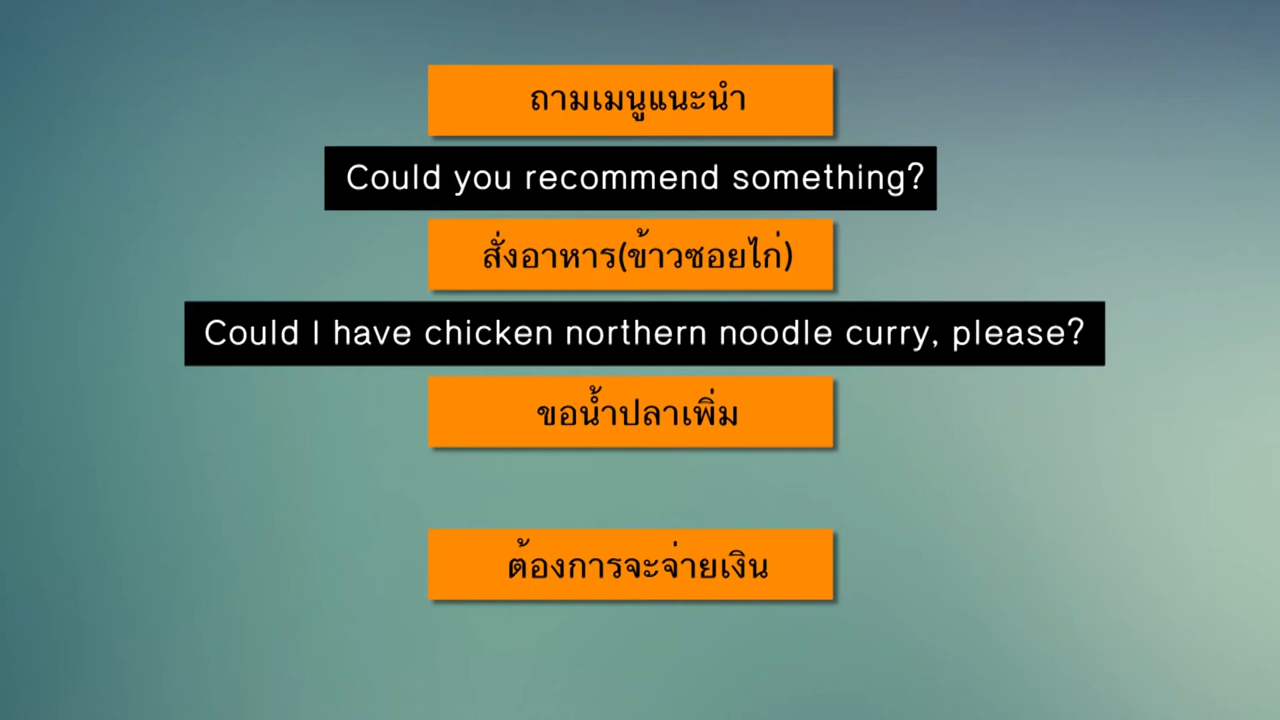 ถามเมนูแนะนำ
Could you recommend something?
สั่งอาหาร(ข้าวซอยไก่)
Could I have chicken northern noodle curry, please?
ขอน้ำปลาเพิ่ม
ต้องการจะจ่ายเงิน